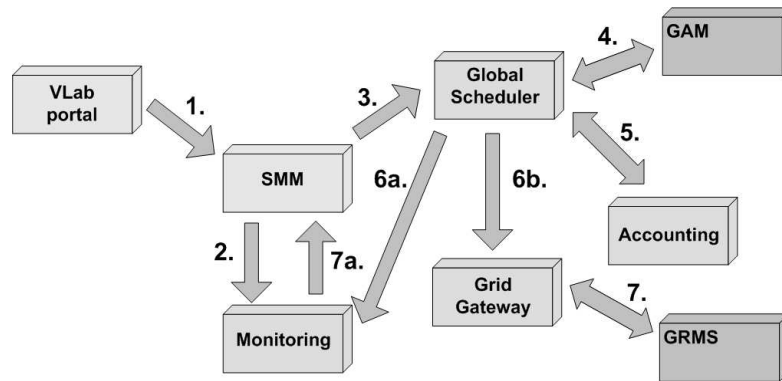 GAM
4.
Global
Scheduler
VLab
portal
1.
3.
5.
SMM
6a.
6b.
Accounting
2.
7a.
Grid
Gateway
7.
Monitoring
GRMS